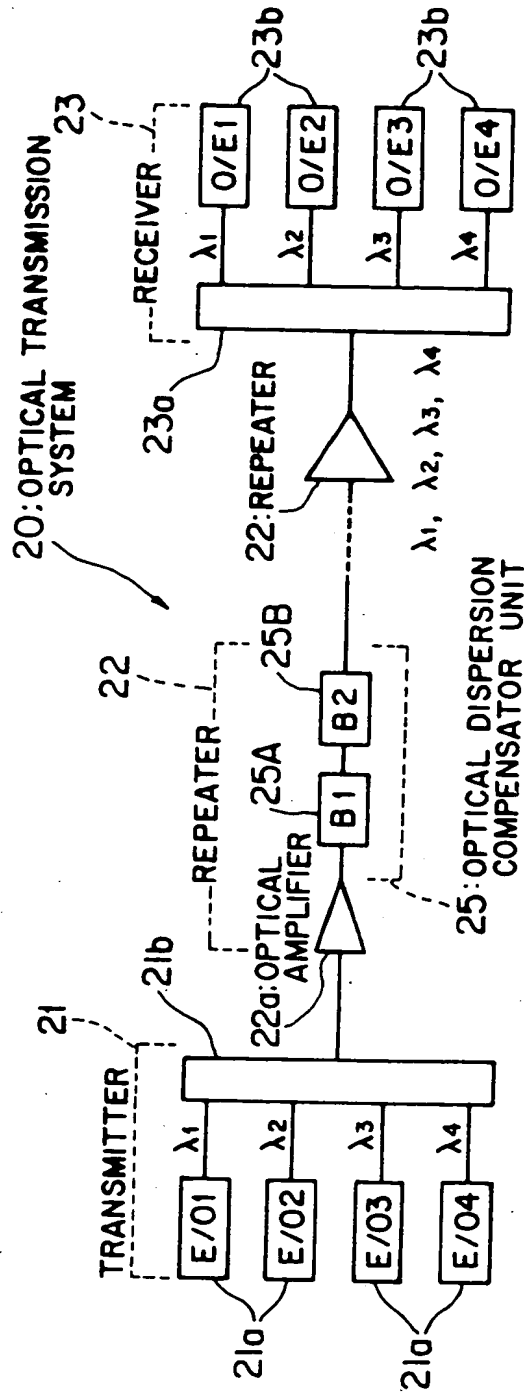 20:OPTICAL TRANSMISSION
SYSTEM
TRANSMITTER
21
E/O1
E/O2
E/O3
E/O4
21a
21a
λ1
λ2
λ3
λ4
21b
REPEATER
22
22a:OPTICAL
AMPLIFIER
25A
B1
25B
B2
25:OPTICAL DISPERSION
COMPENSATOR UNIT
22:REPEATER
λ1, λ2, λ3, λ4
RECEIVER
23
23a
λ1
λ2
λ3
λ4
O/E1
O/E2
O/E3
O/E4
23b
23b